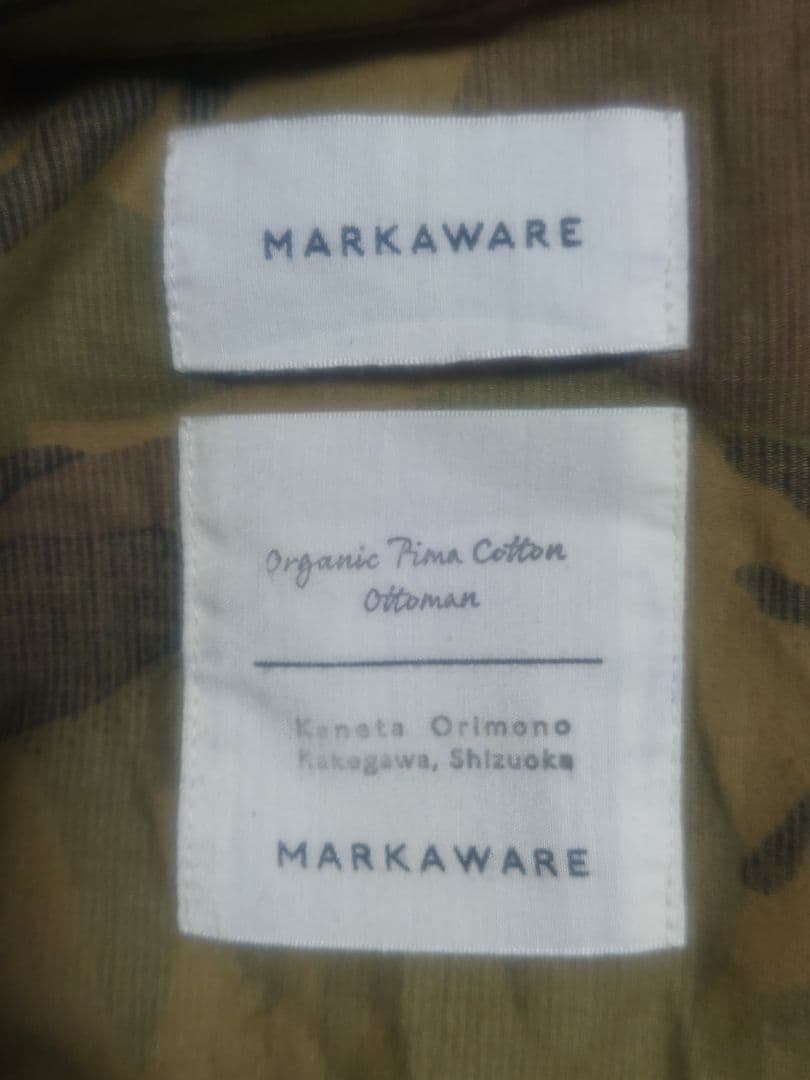 MARKAWARE
Organic Pima Cotton
Ottoman
Kaneta Orimono
Kakegawa, Shizuoka
MARKAWARE